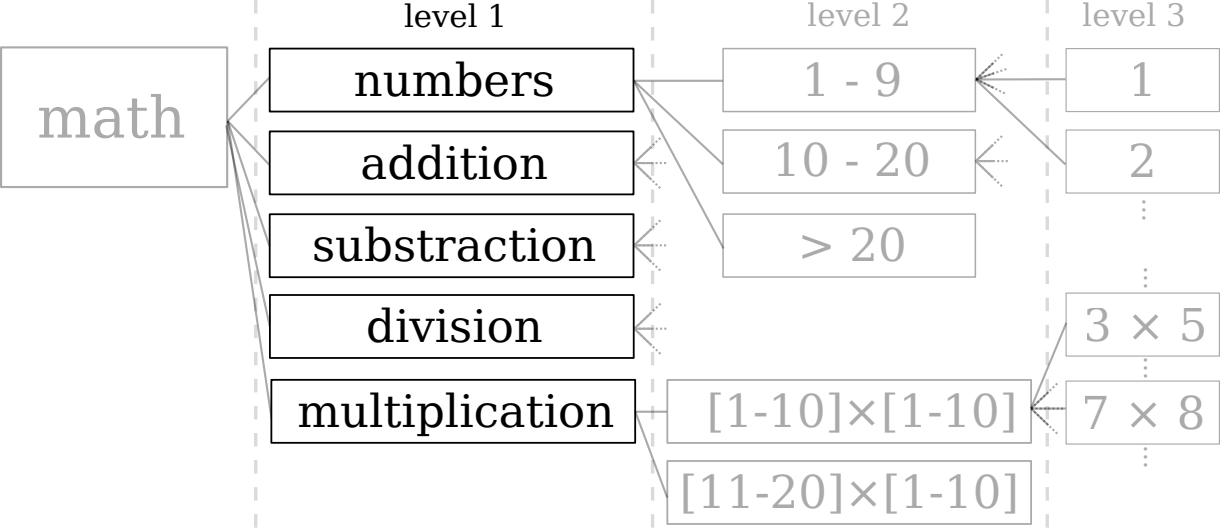 level 1
level 2
level 3
math
numbers
addition
substraction
division
multiplication
1 - 9
10 - 20
> 20
[1-10]×[1-10]
[11-20]×[1-10]
1
2
3 × 5
7 × 8